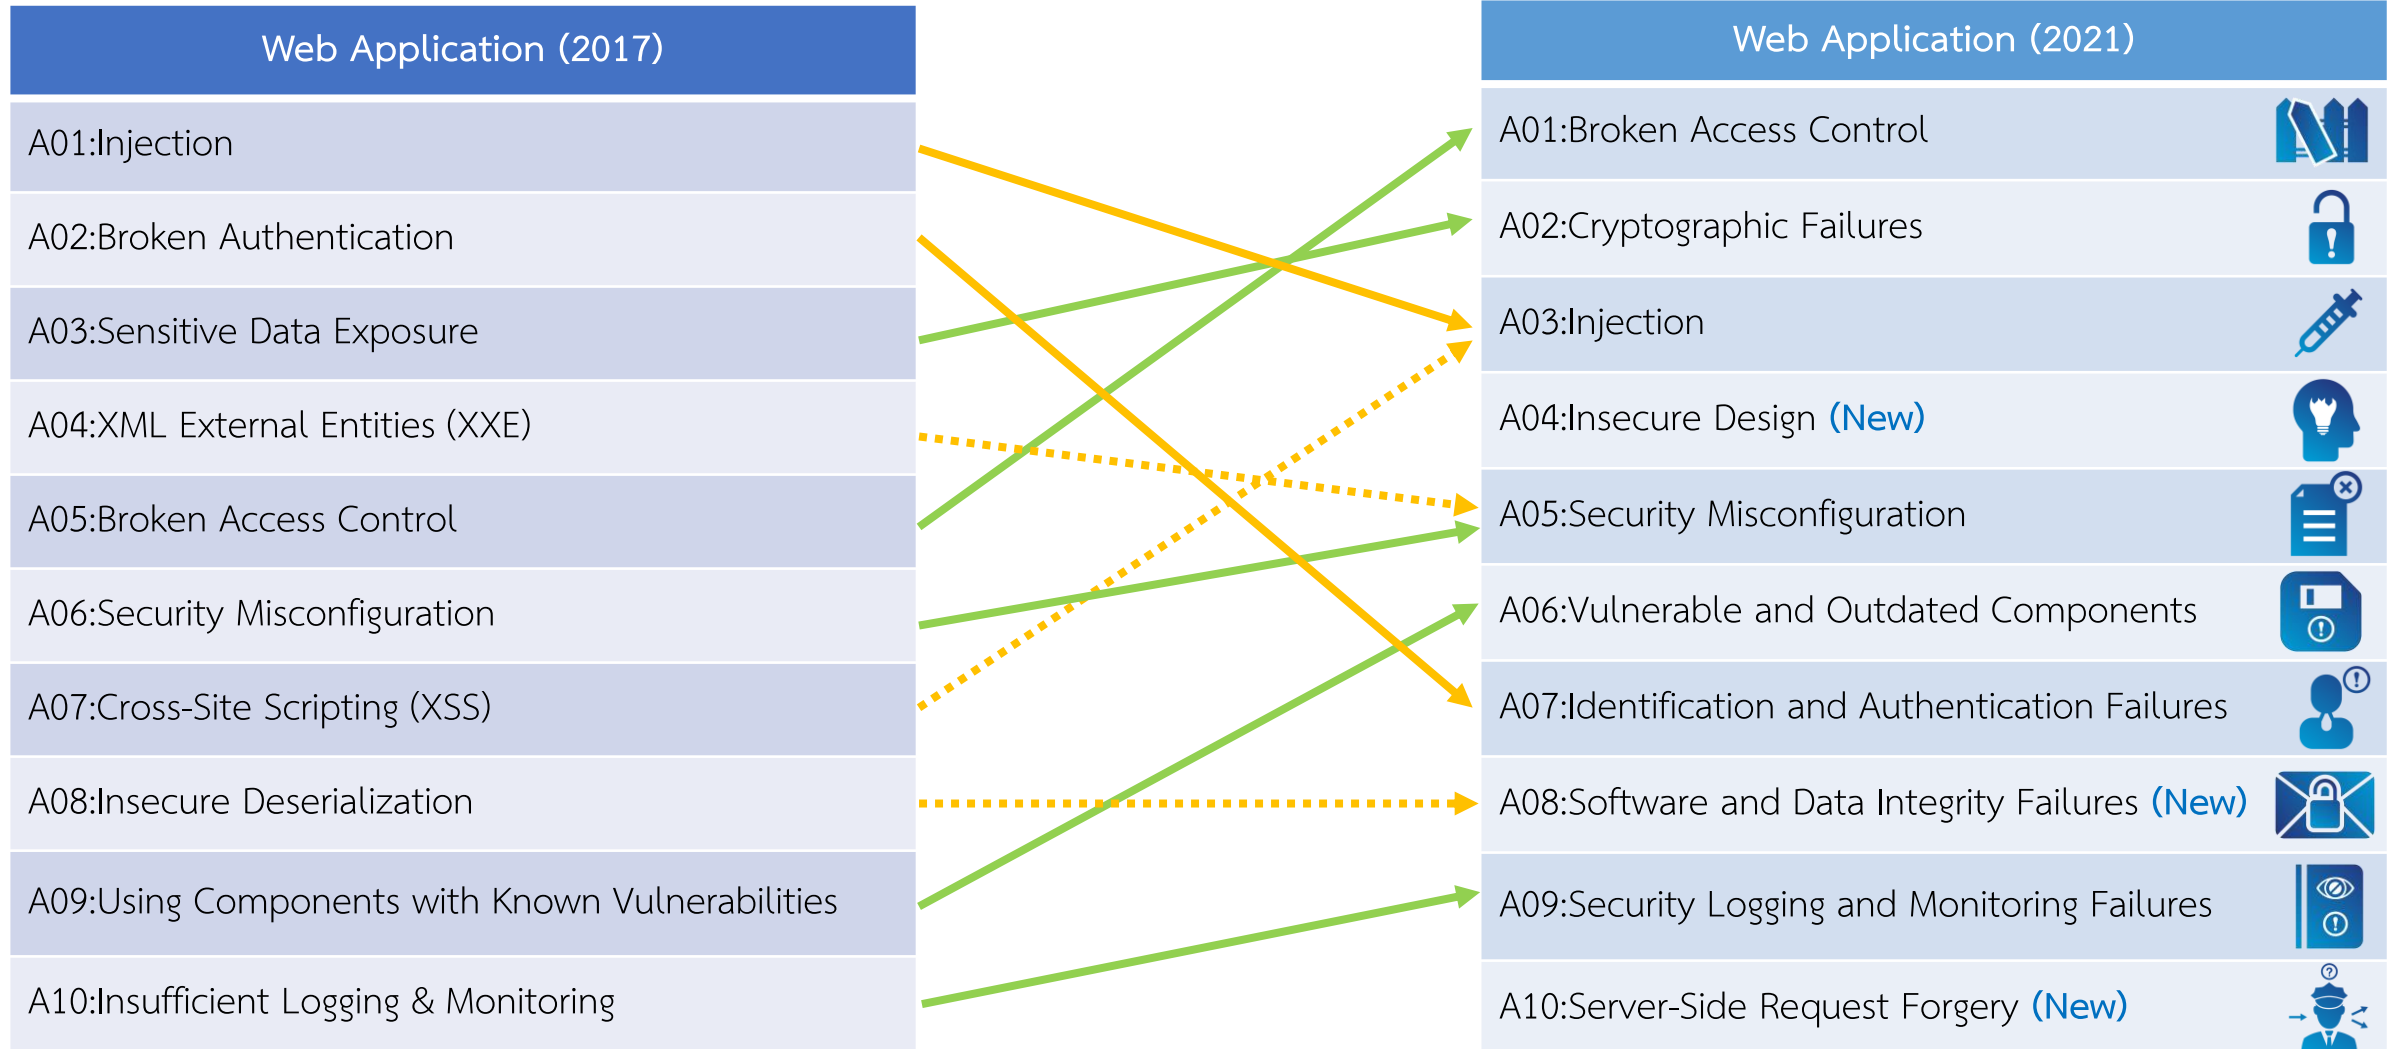 Web Application (2017)
A01:Injection
A02:Broken Authentication
A03:Sensitive Data Exposure
A04:XML External Entities (XXE)
A05:Broken Access Control
A06:Security Misconfiguration
A07:Cross-Site Scripting (XSS)
A08:Insecure Deserialization
A09:Using Components with Known Vulnerabilities
A10:Insufficient Logging & Monitoring
Web Application (2021)
A01:Broken Access Control
A02:Cryptographic Failures
A03:Injection
A04:Insecure Design (New)
A05:Security Misconfiguration
A06:Vulnerable and Outdated Components
A07:Identification and Authentication Failures
A08:Software and Data Integrity Failures (New)
A09:Security Logging and Monitoring Failures
A10:Server-Side Request Forgery (New)